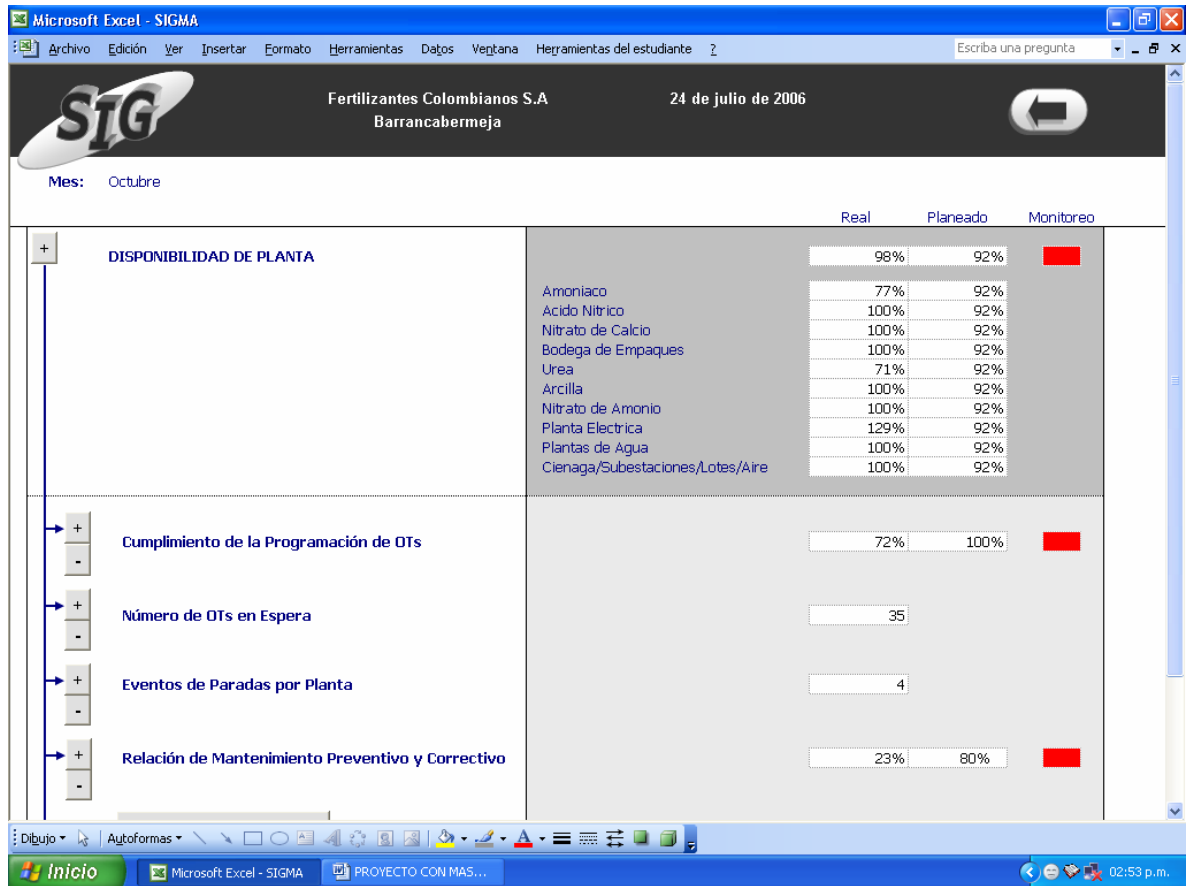 Microsoft Excel - SIGMA
Archivo Edición Ver Insertar Formato Herramientas Datos Ventana Herramientas del estudiante ? Escriba una pregunta
SIG
Fertilizantes Colombianos S.A 24 de julio de 2006
Barrancabermeja
Mes: Octubre
Real Planeado Monitoreo
+ DISPONIBILIDAD DE PLANTA 98% 92%
Amoniaco 77% 92%
Acido Nitrico 100% 92%
Nitrato de Calcio 100% 92%
Bodega de Empaques 100% 92%
Urea 71% 92%
Arcilla 100% 92%
Nitrato de Amonio 100% 92%
Planta Electrica 129% 92%
Plantas de Agua 100% 92%
Cienaga/Subestaciones/Lotes/Aire 100% 92%
+
Cumplimiento de la Programación de OTs 72% 100%
-
+
Número de OTs en Espera 35
-
+
Eventos de Paradas por Planta 4
-
+
Relación de Mantenimiento Preventivo y Correctivo 23% 80%
-
Dibujo Autoformas
Inicio Microsoft Excel - SIGMA PROYECTO CON MAS... 02:53 p.m.